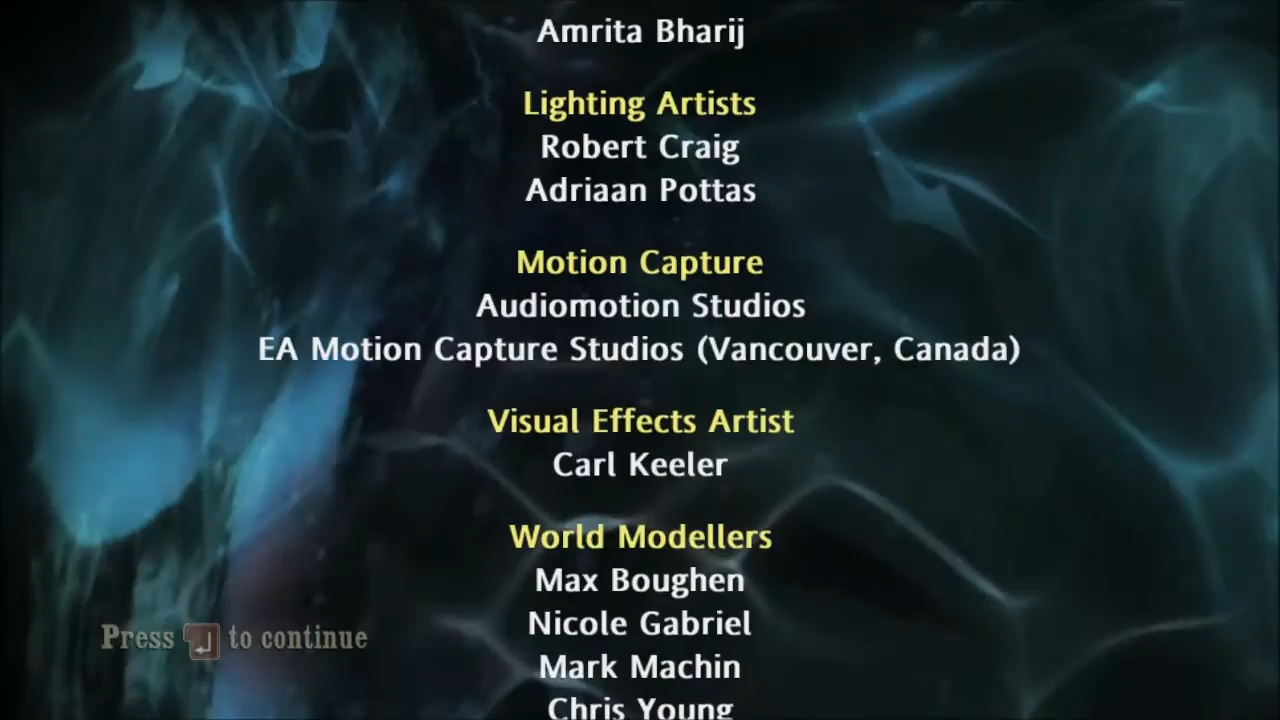 Amrita Bharij
Lighting Artists
Robert Craig
Adriaan Pottas
Motion Capture
Audiomotion Studios
EA Motion Capture Studios (Vancouver, Canada)
Visual Effects Artist
Carl Keeler
World Modellers
Max Boughen
Nicole Gabriel
Press to continue
Mark Machin
Chris Young